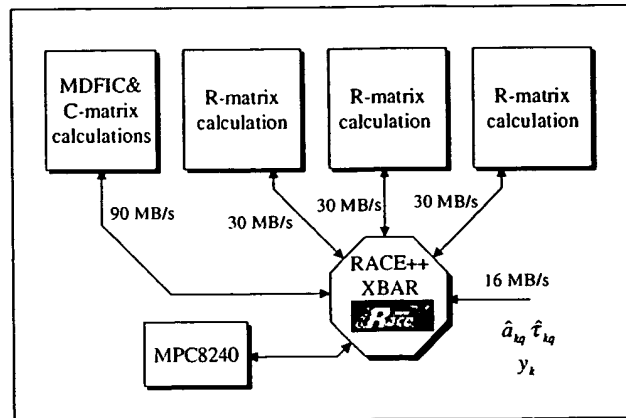 MDFIC&
C-matrix
calculations
R-matrix
calculation
R-matrix
calculation
R-matrix
calculation
90 MB/s
30 MB/s
30 MB/s
30 MB/s
RACE++
XBAR
Race
16 MB/s
â_kq τ̂_kq
y_k
MPC8240